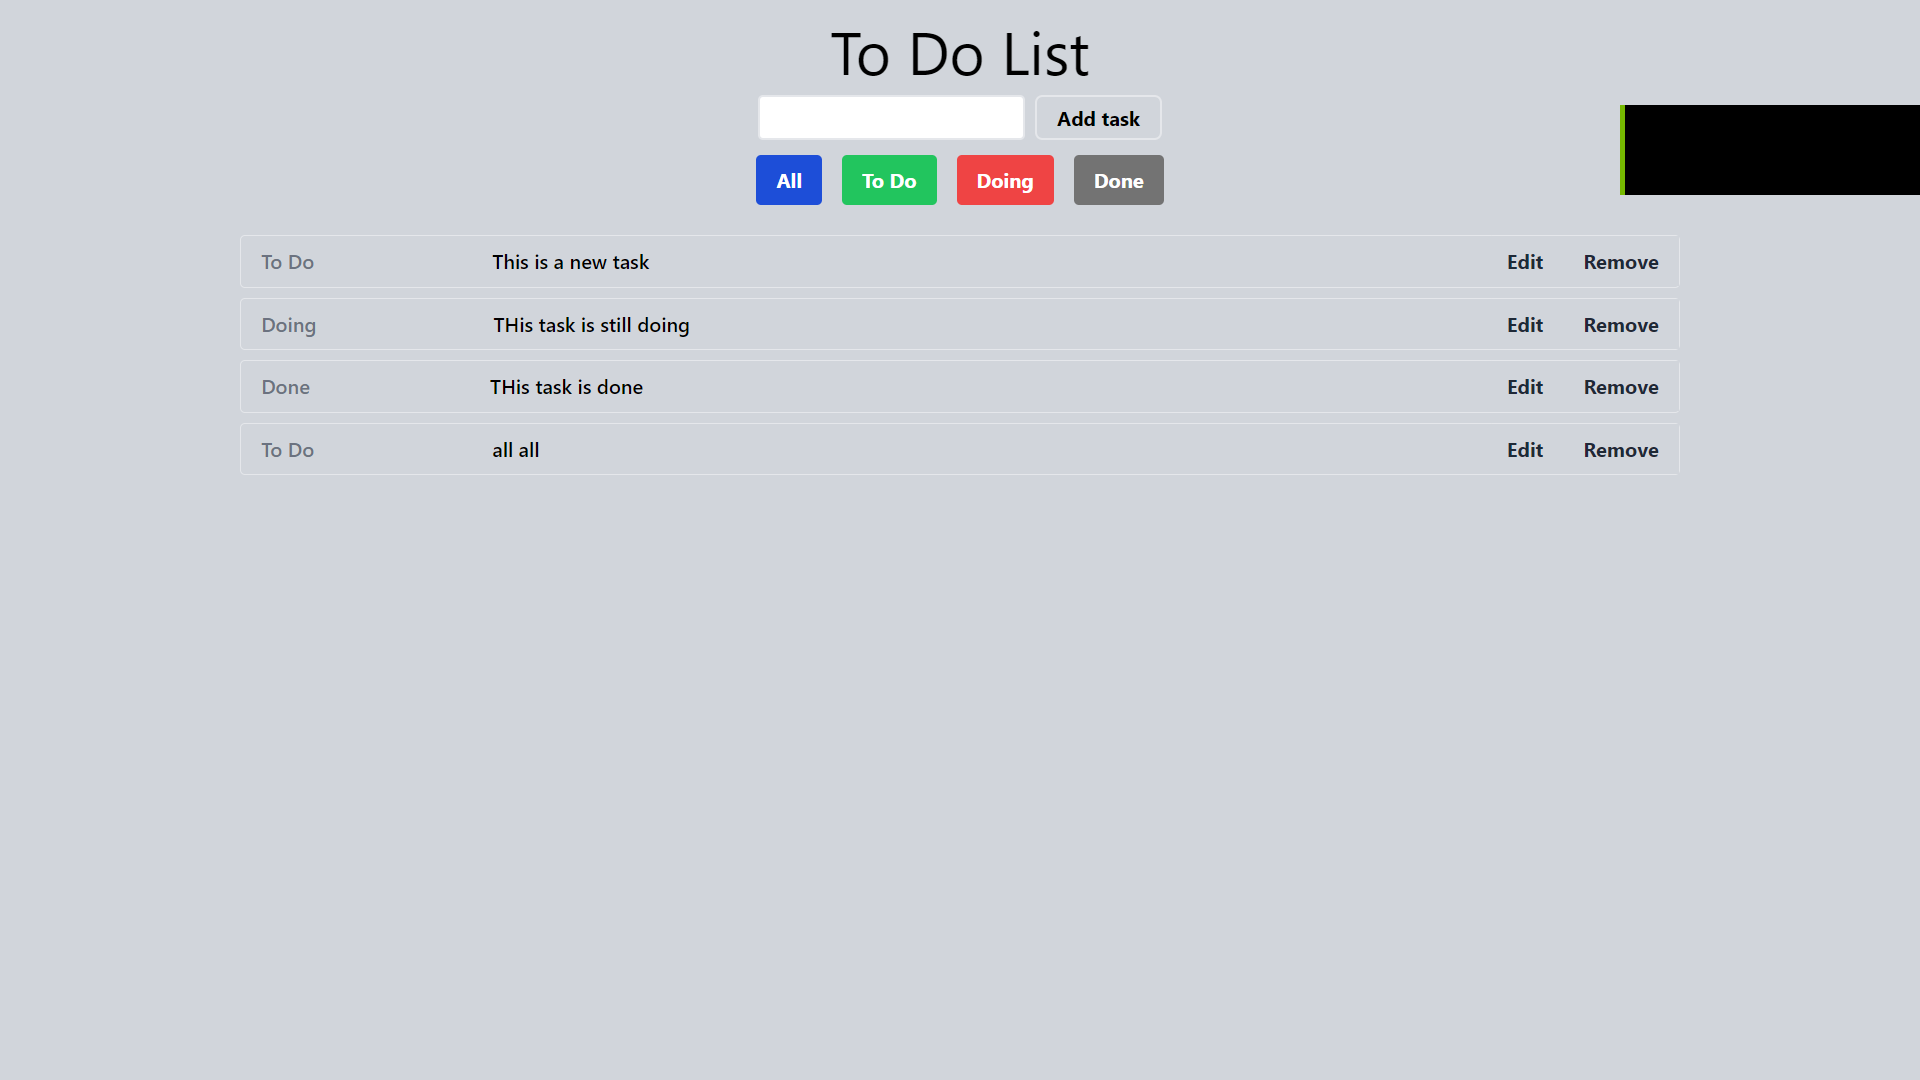 To Do List
Add task
All To Do Doing Done
To Do This is a new task Edit Remove
Doing THis task is still doing Edit Remove
Done THis task is done Edit Remove
To Do all all Edit Remove